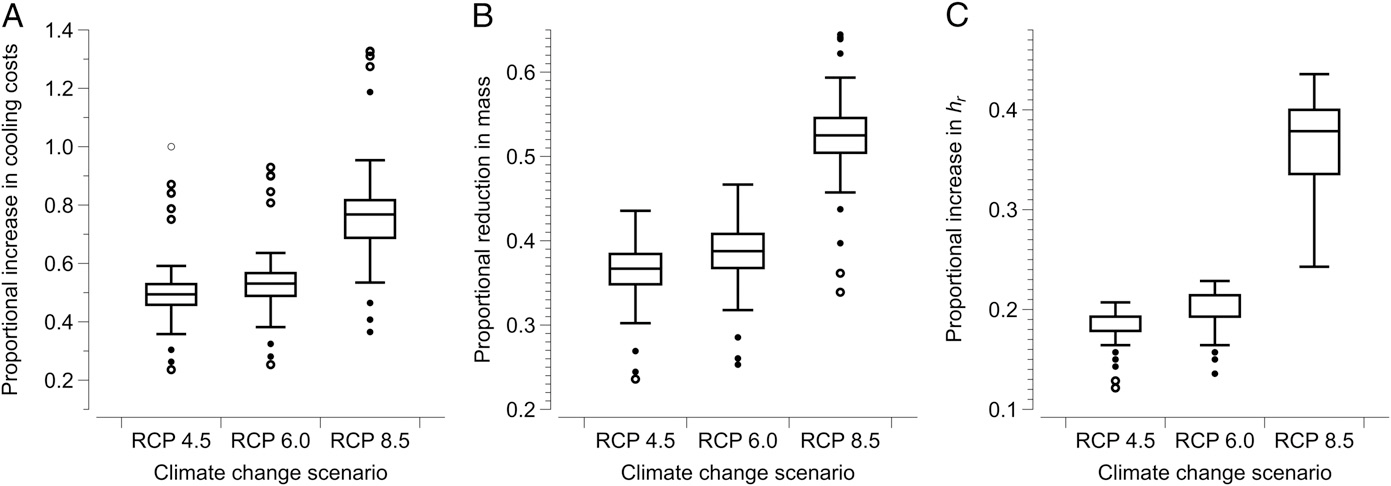 A
Proportional increase in cooling costs
1.4
1.2
1.0
0.8
0.6
0.4
0.2
RCP 4.5 RCP 6.0 RCP 8.5
Climate change scenario
B
Proportional reduction in mass
0.6
0.5
0.4
0.3
0.2
RCP 4.5 RCP 6.0 RCP 8.5
Climate change scenario
C
Proportional increase in hr
0.4
0.3
0.2
0.1
RCP 4.5 RCP 6.0 RCP 8.5
Climate change scenario